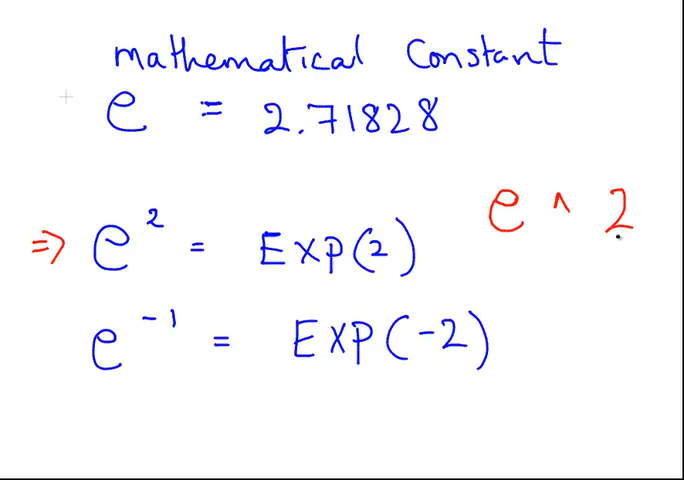 mathematical Constant
e = 2.71828
⇒ e² = EXP(2) e ^ 2
e⁻¹ = EXP(-2)